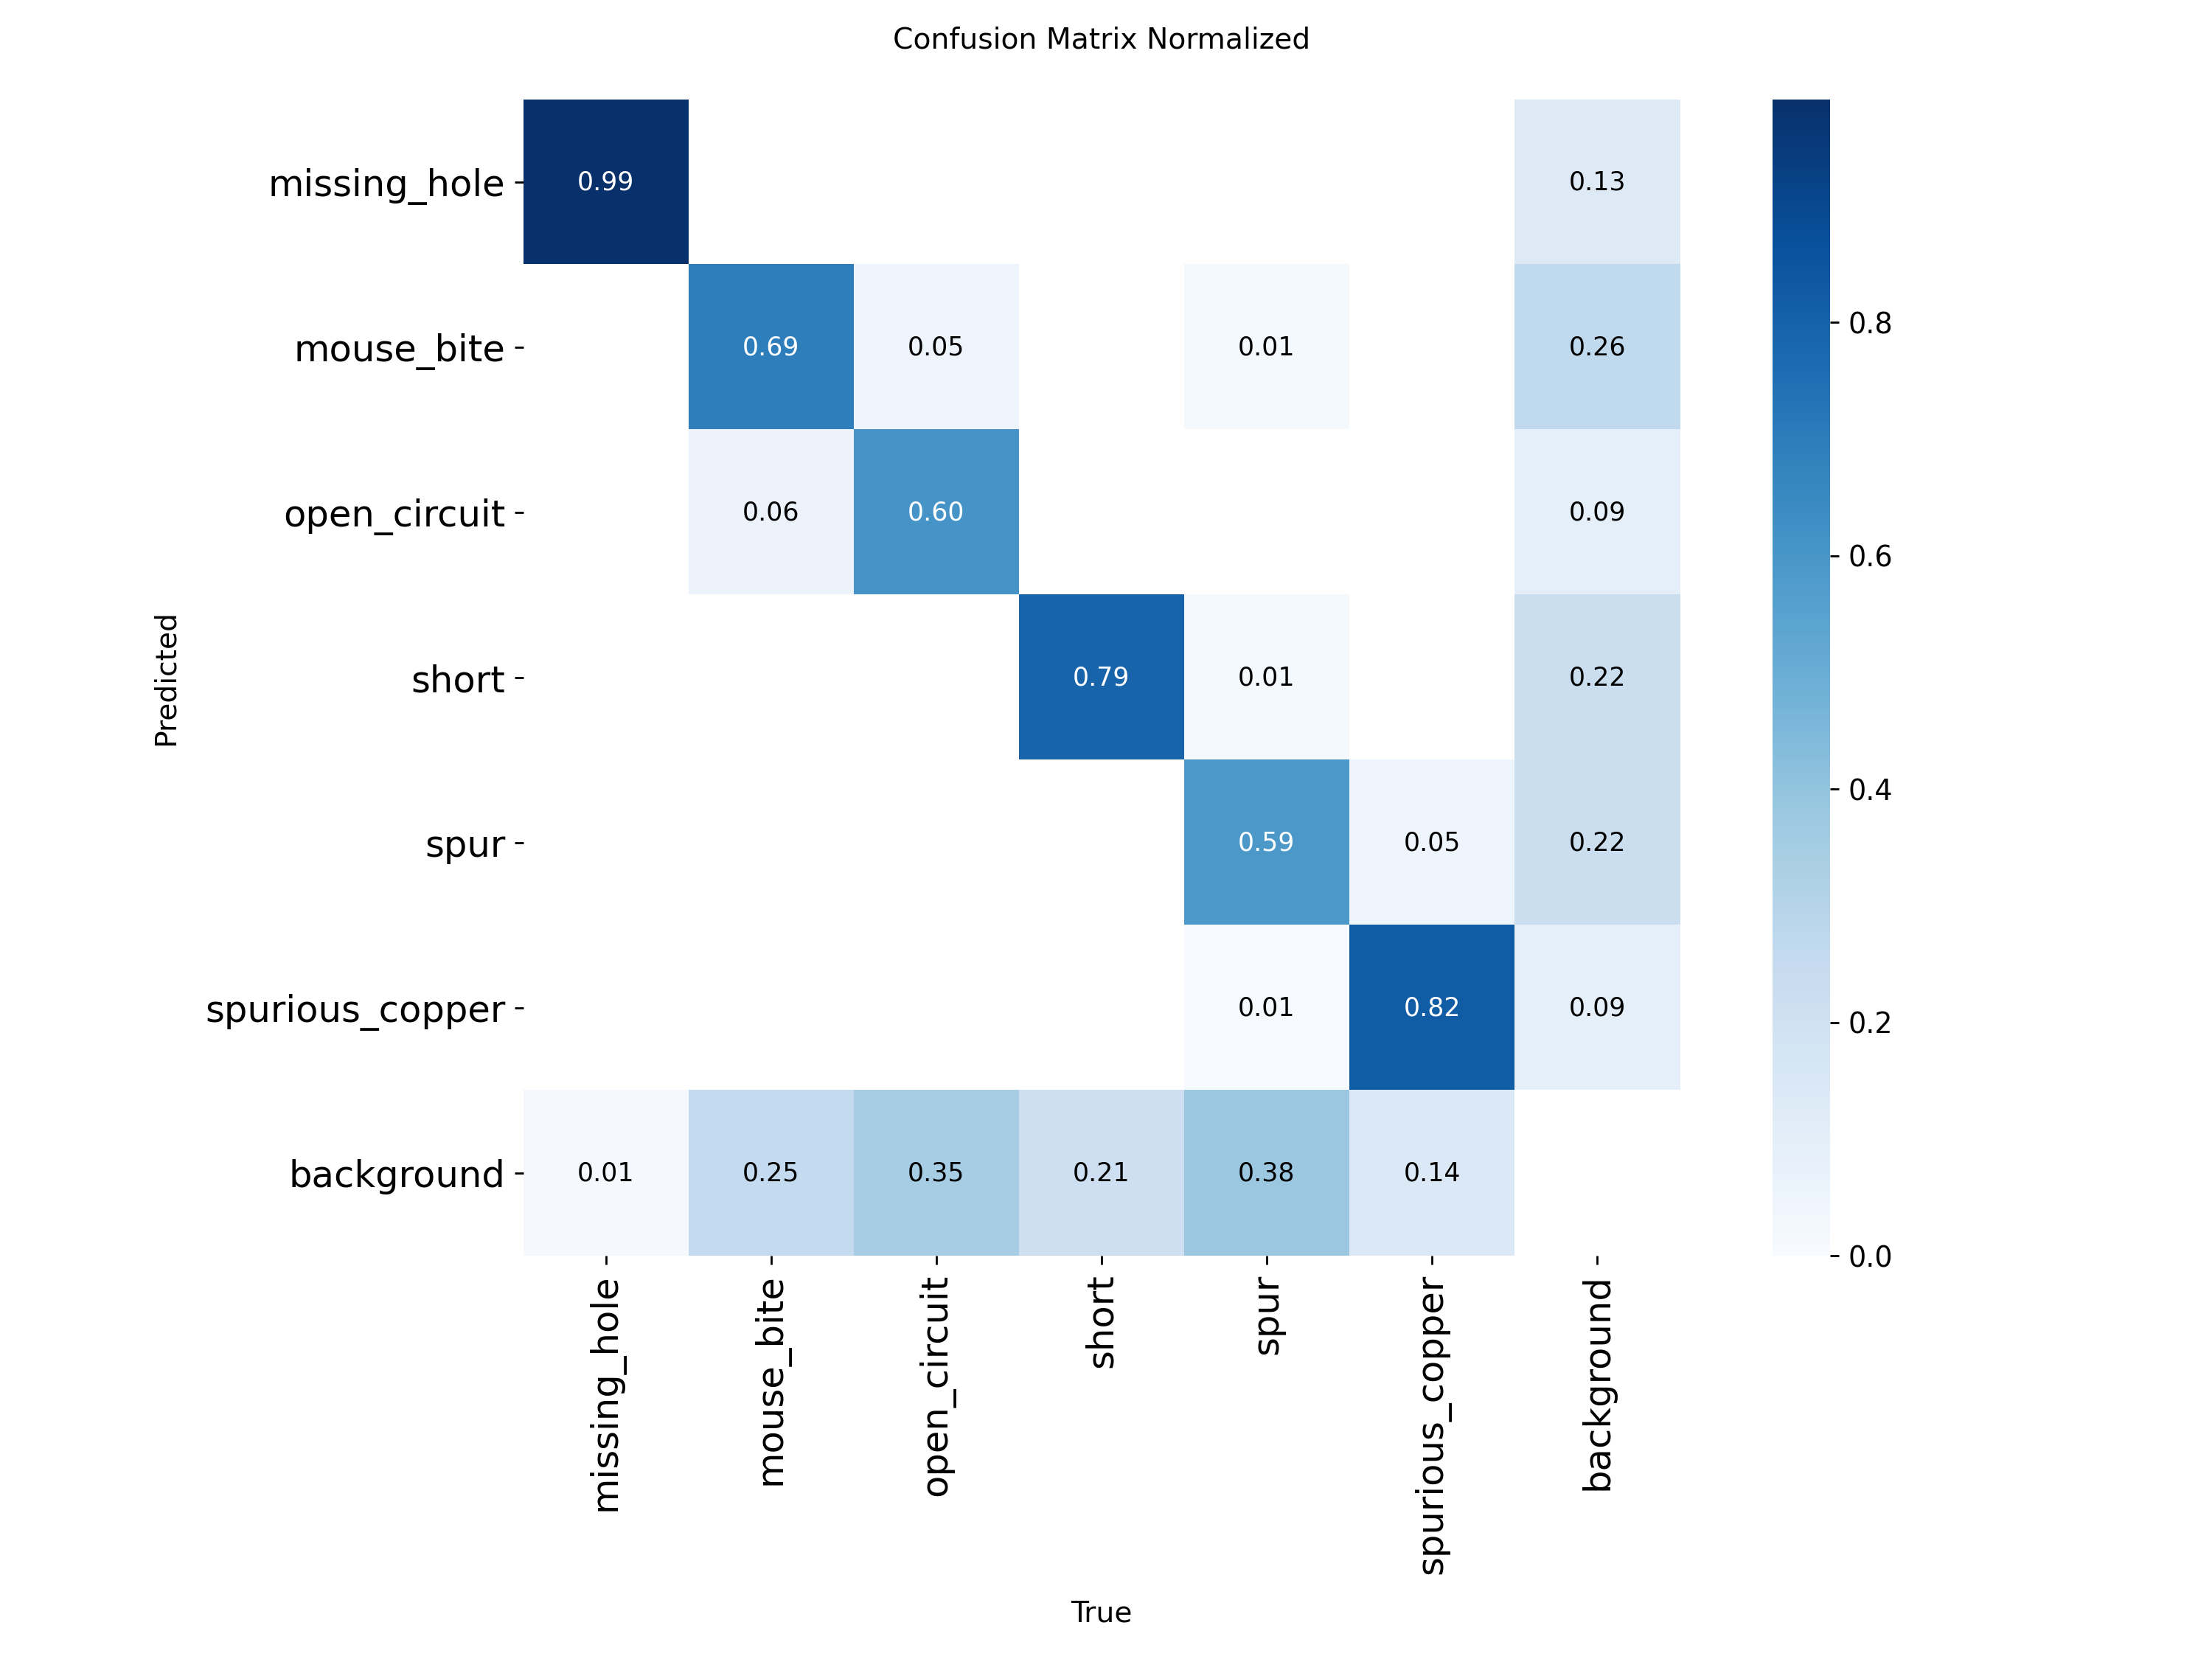 Confusion Matrix Normalized
missing_hole 0.99 0.13
mouse_bite 0.69 0.05 0.01 0.26
open_circuit 0.06 0.60 0.09
short 0.79 0.01 0.22
spur 0.59 0.05 0.22
spurious_copper 0.01 0.82 0.09
background 0.01 0.25 0.35 0.21 0.38 0.14
Predicted
missing_hole
mouse_bite
open_circuit
short
spur
spurious_copper
background
True
0.8
0.6
0.4
0.2
0.0